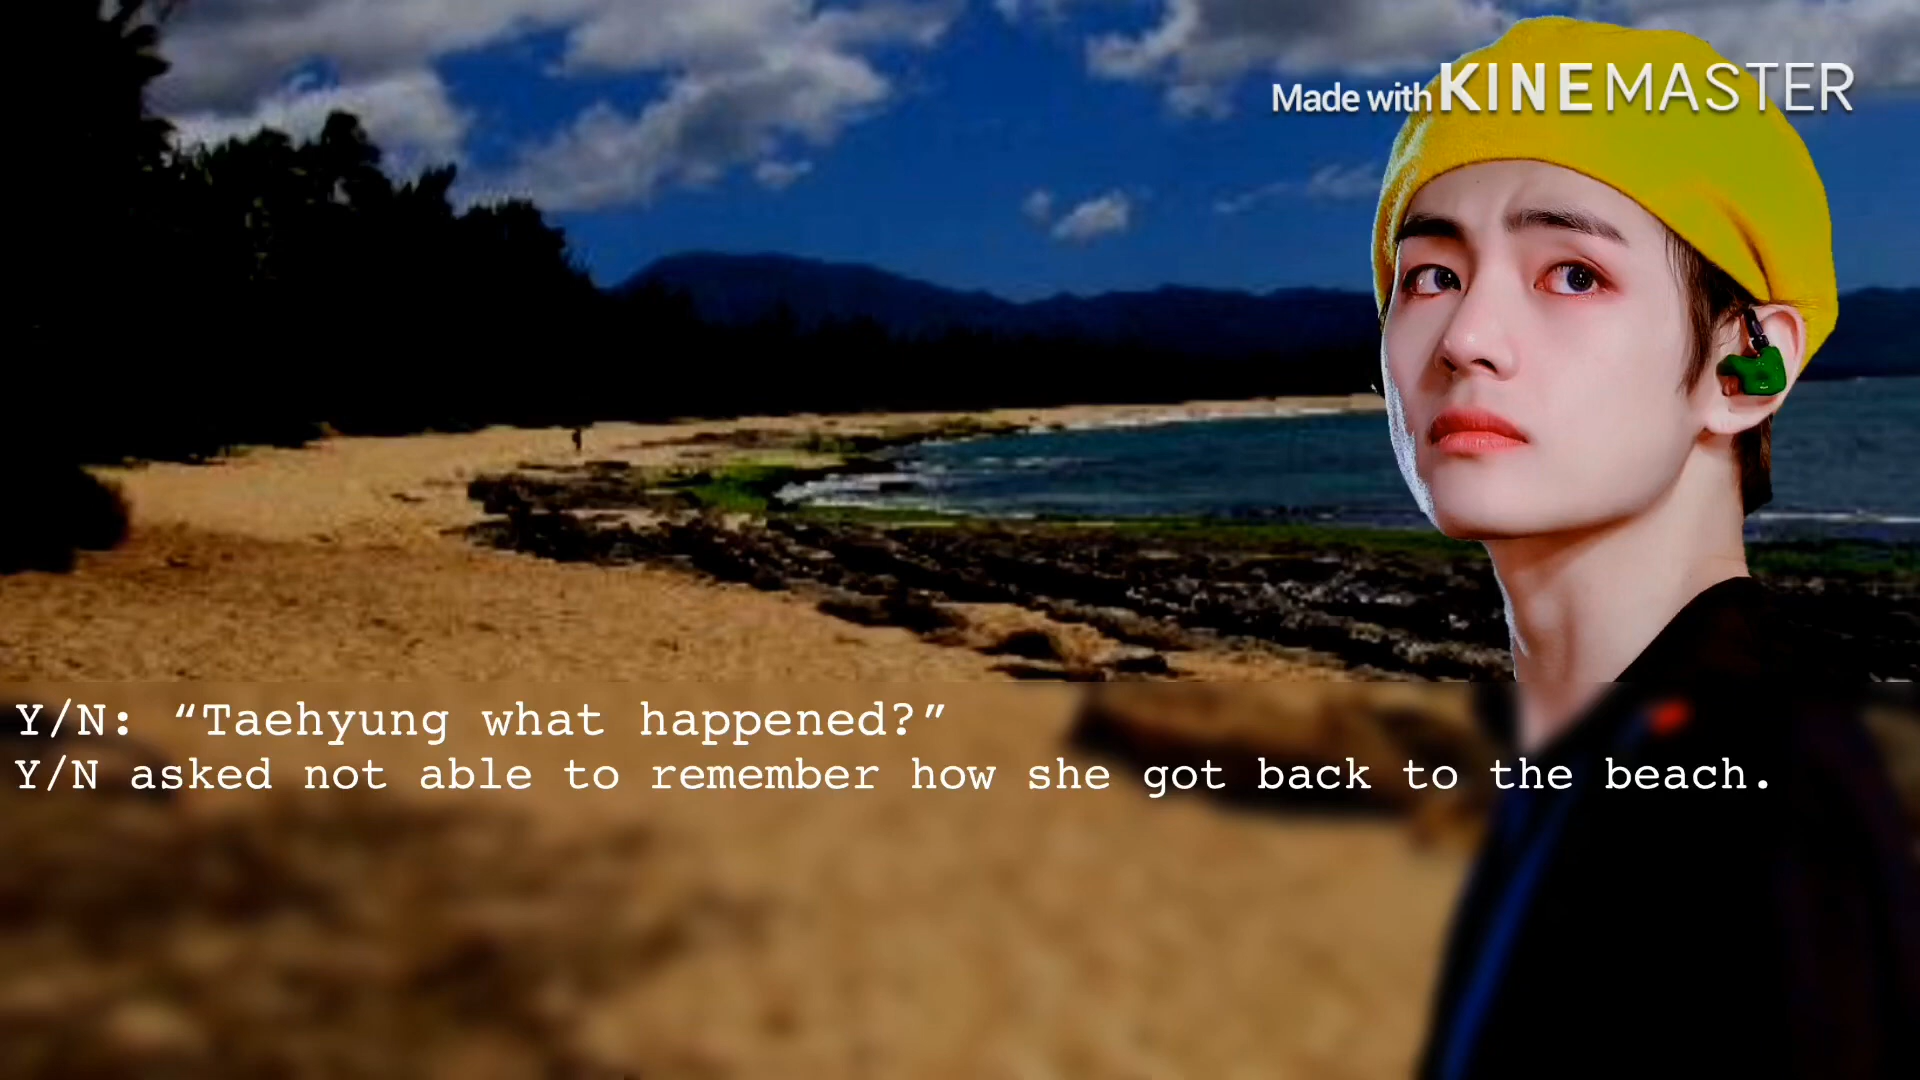 Made with KINEMASTER
Y/N: “Taehyung what happened?”
Y/N asked not able to remember how she got back to the beach.